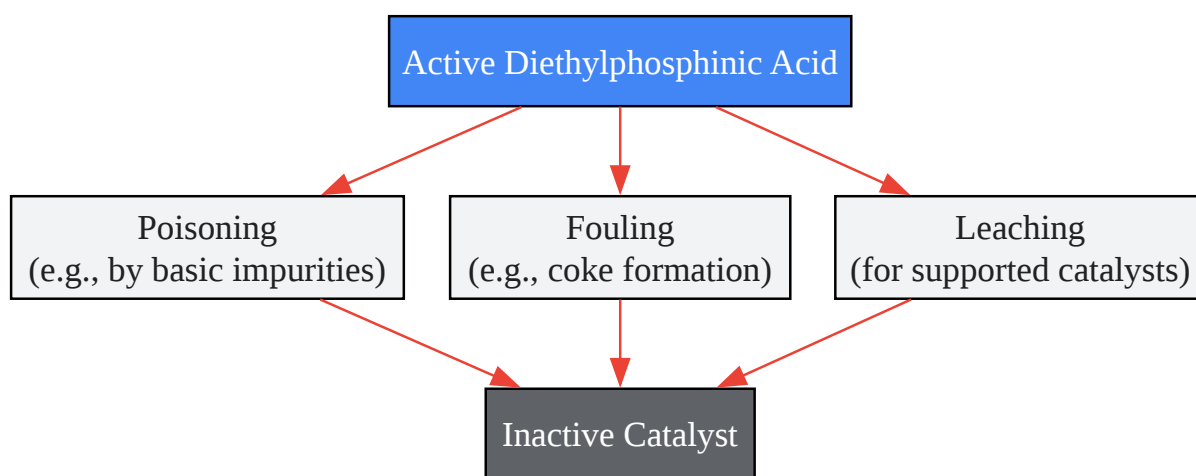 Active Diethylphosphinic Acid
Poisoning
(e.g., by basic impurities)
Fouling
(e.g., coke formation)
Leaching
(for supported catalysts)
Inactive Catalyst